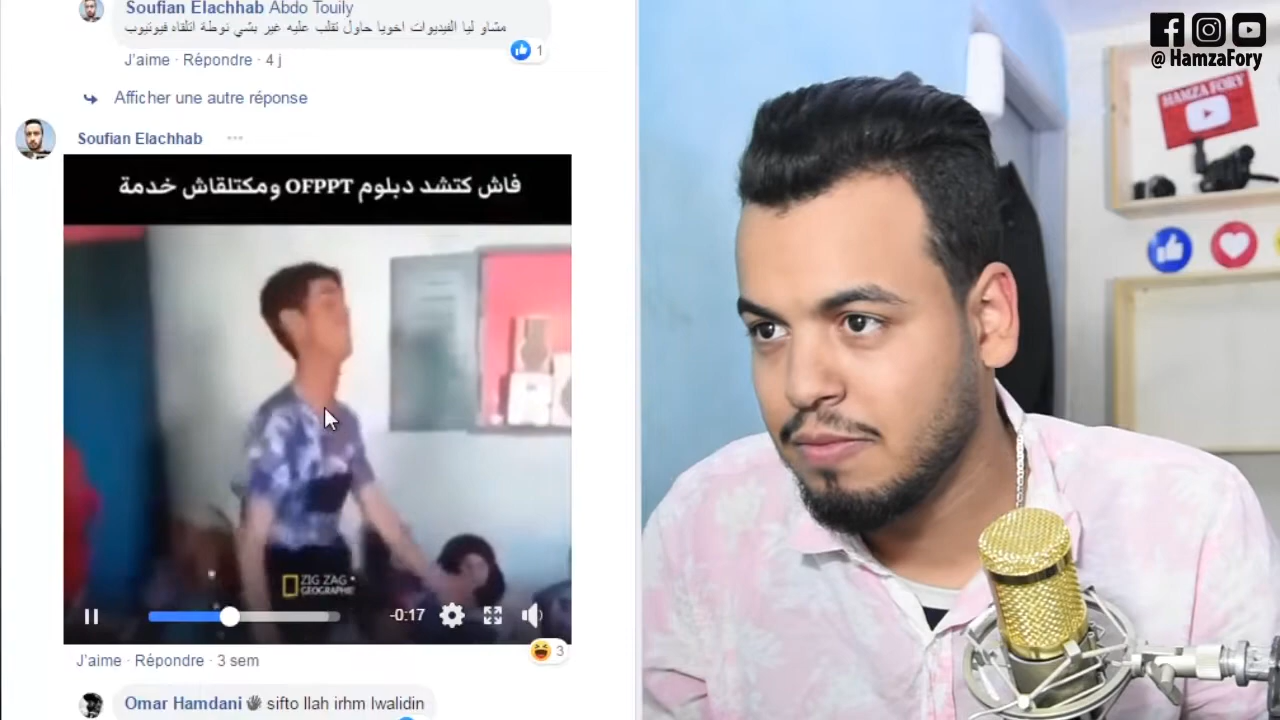 Soufian Elachhab Abdo Touily
مشاو ليا الفيديوات اخويا حاول تقلب عليه غير بشي نوطة اتلقاه فيوتيوب
1
J'aime · Répondre · 4 j
Afficher une autre réponse
Soufian Elachhab
فاش كتشد دبلوم OFPPT ومكتلقاش خدمة
ZIG ZAG
GEOGRAPHIE
-0:17
3
J'aime · Répondre · 3 sem
Omar Hamdani sifto llah irhm lwalidin
@ HamzaFory
HAMZA FORY